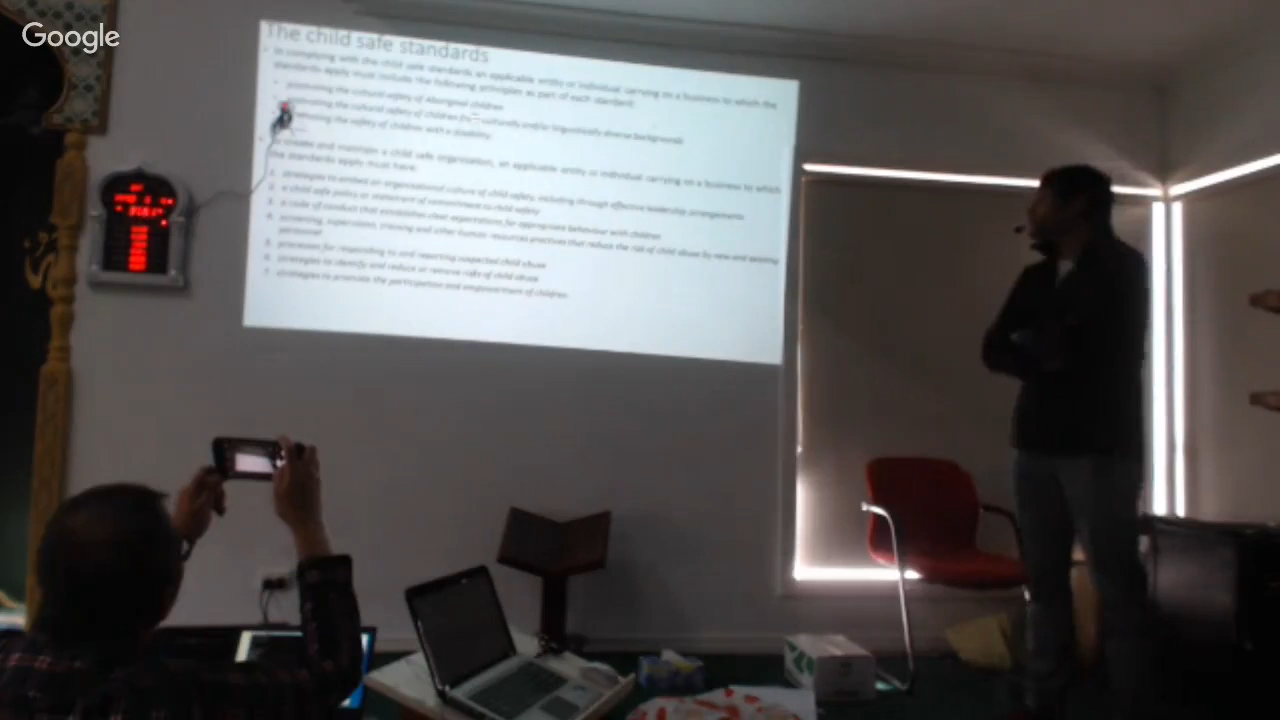 Google
The child safe standards
In complying with the child safe standards an applicable entity or individual carrying on a business to which the
standards apply must include the following principles as part of each standard:
promoting the cultural safety of Aboriginal children
promoting the cultural safety of children from culturally and/or linguistically diverse backgrounds
promoting the safety of children with a disability.
To create and maintain a child safe organisation, an applicable entity or individual carrying on a business to which
the standards apply must have:
1. strategies to embed an organisational culture of child safety, including through effective leadership arrangements
2. a child safe policy or statement of commitment to child safety
3. a code of conduct that establishes clear expectations for appropriate behaviour with children
4. screening, supervision, training and other human resources practices that reduce the risk of child abuse by new and existing
personnel
5. processes for responding to and reporting suspected child abuse
6. strategies to identify and reduce or remove risks of child abuse
7. strategies to promote the participation and empowerment of children.